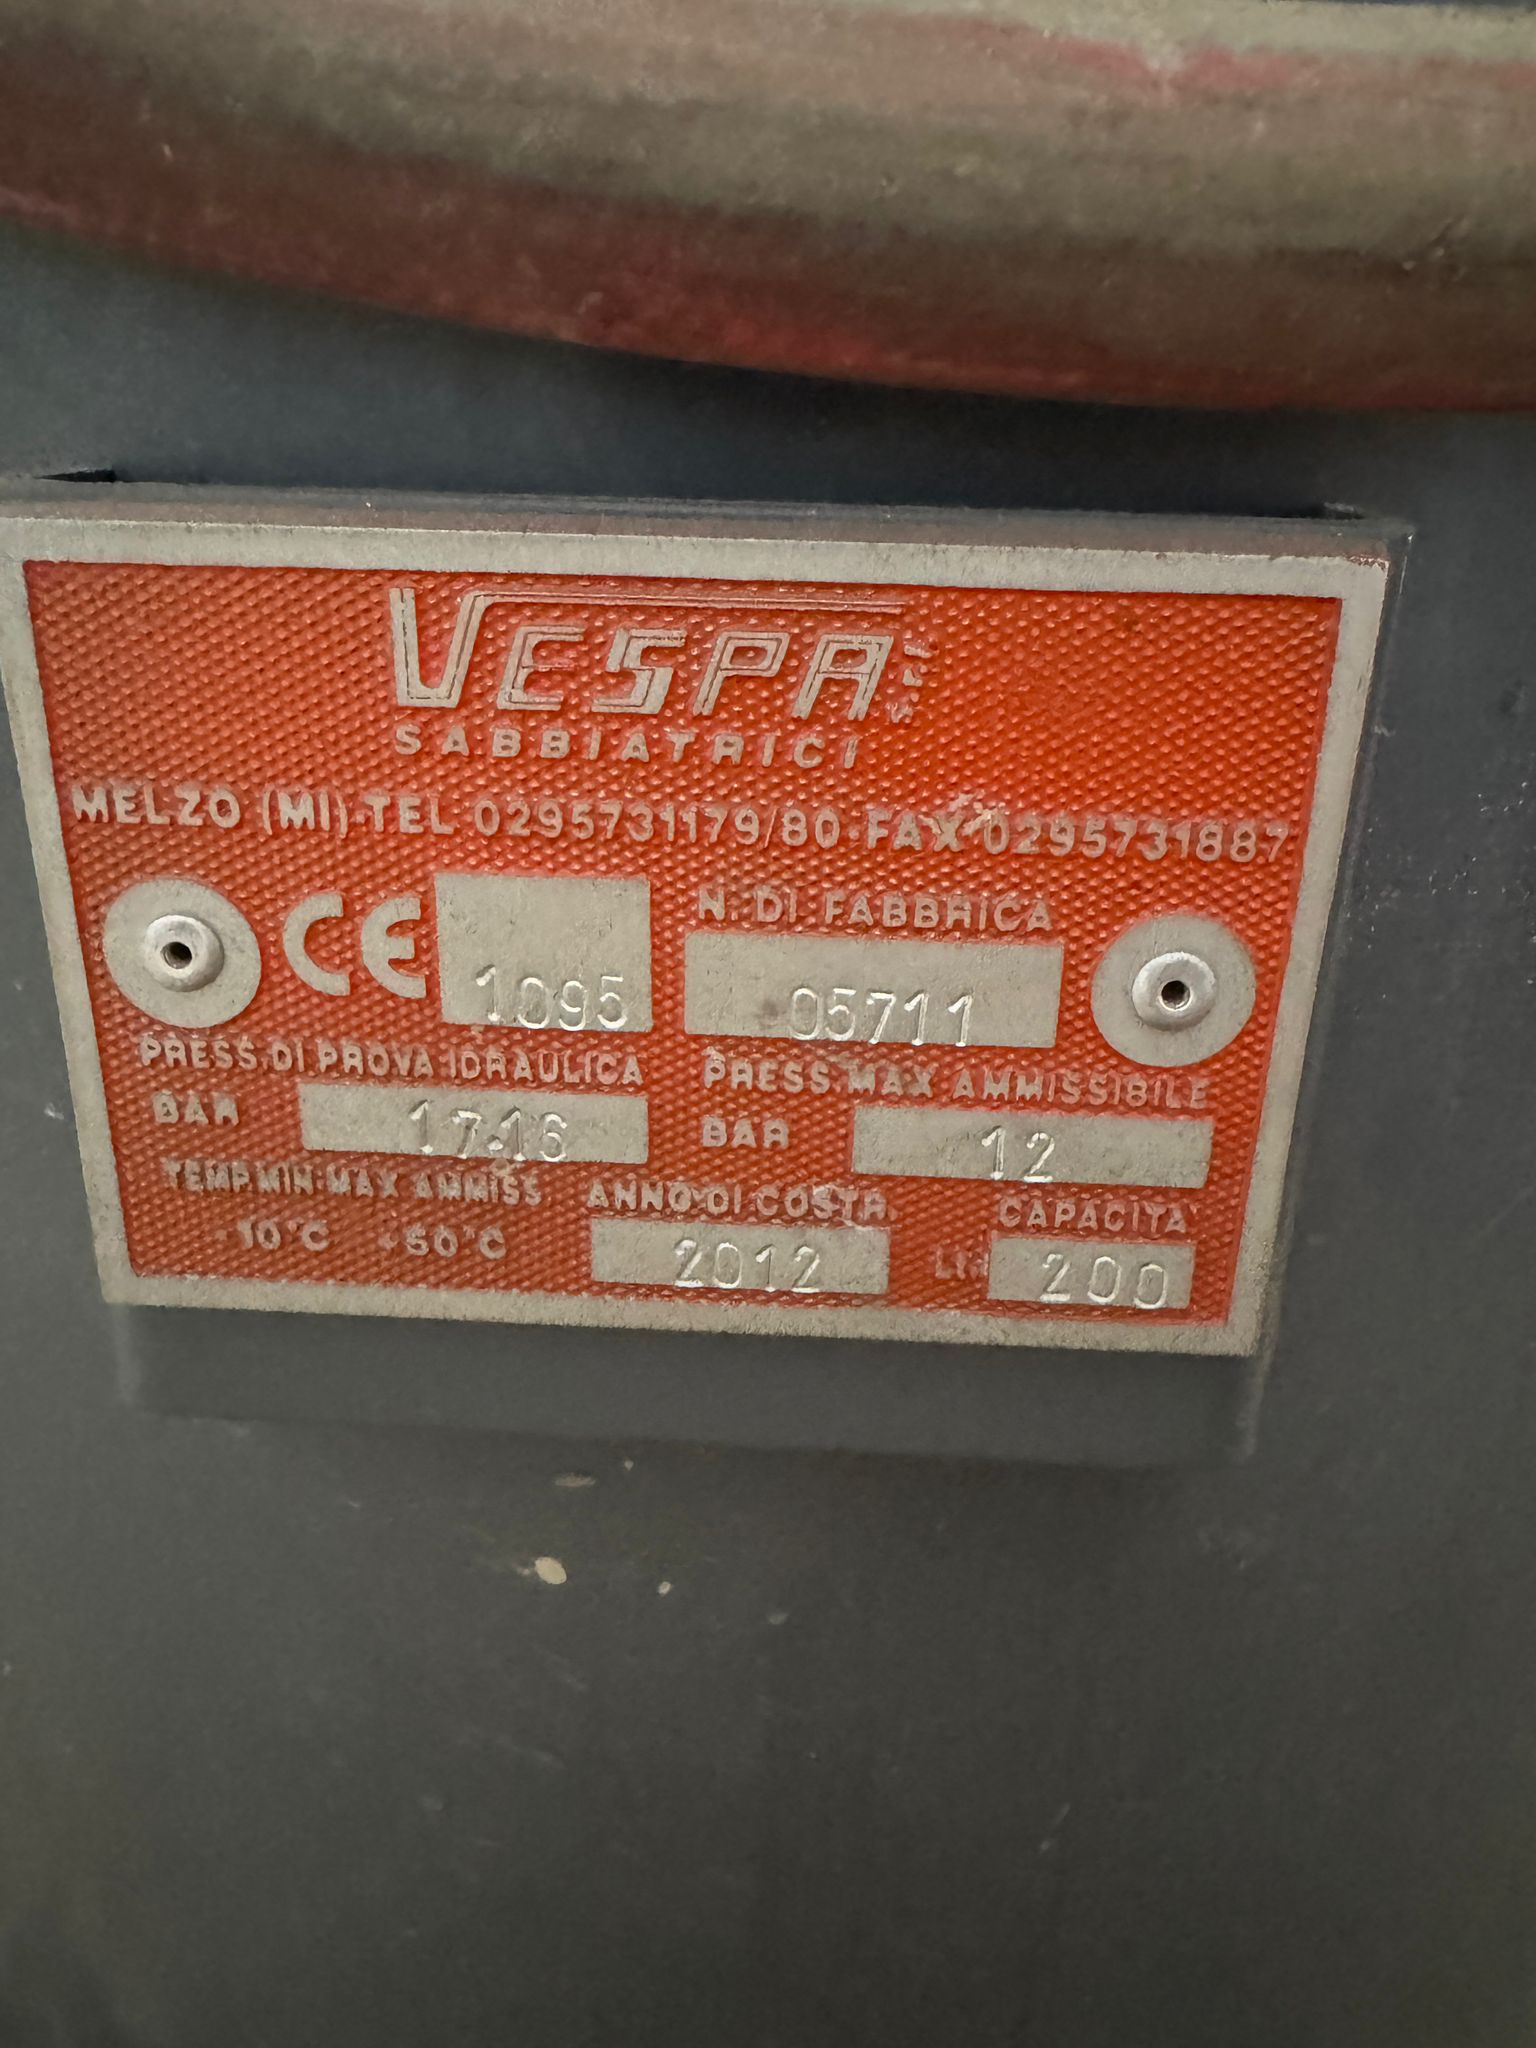 VESPA S.r.l.
SABBIATRICI
MELZO (MI)·TEL 0295731179/80·FAX 0295731887
CE 1095
N. DI FABBRICA
05711
PRESS. DI PROVA IDRAULICA
BAR 17.16
PRESS. MAX AMMISSIBILE
BAR 12
TEMP. MIN·MAX AMMISS
-10°C +50°C
ANNO DI COSTR.
2012
CAPACITA'
200